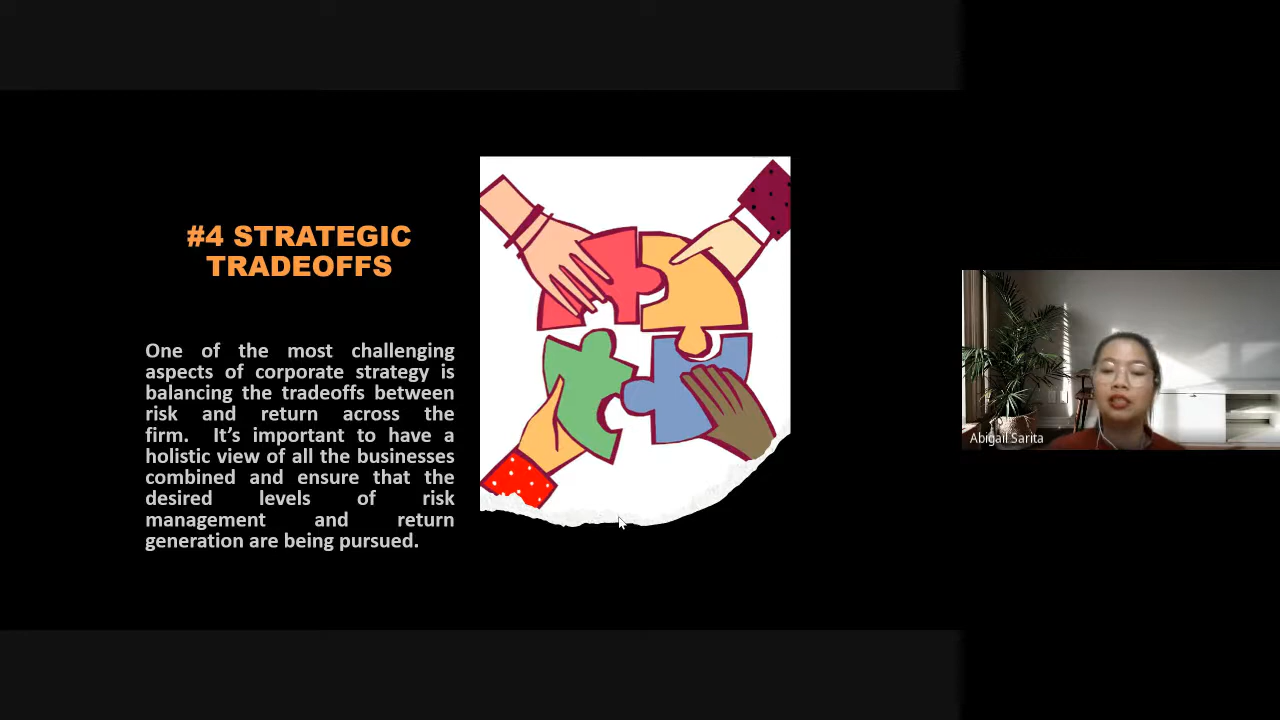 #4 STRATEGIC
TRADEOFFS
One of the most challenging
aspects of corporate strategy is
balancing the tradeoffs between
risk and return across the
firm. It’s important to have a
holistic view of all the businesses
combined and ensure that the
desired levels of risk
management and return
generation are being pursued.
Abigail Sarita